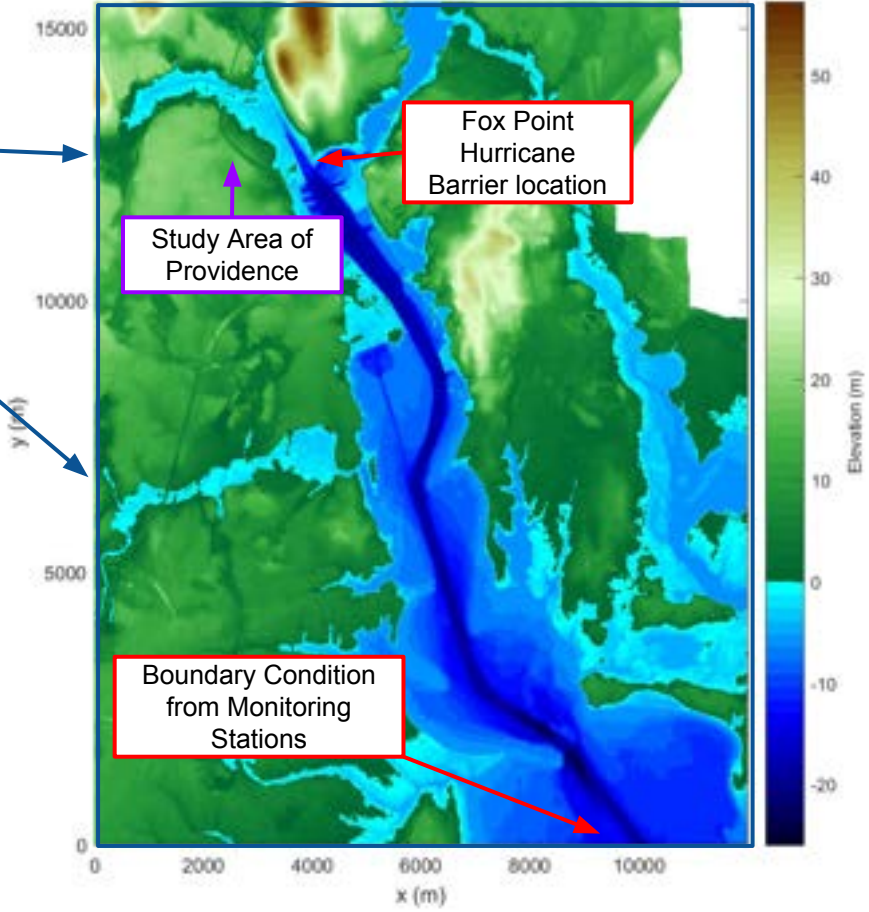 15000
Fox Point
Hurricane
Barrier location
Study Area of
Providence
10000
y (m)
5000
Boundary Condition
from Monitoring
Stations
0
0
2000
4000
6000
8000
10000
x (m)
50
40
30
20
10
0
-10
-20
Elevation (m)